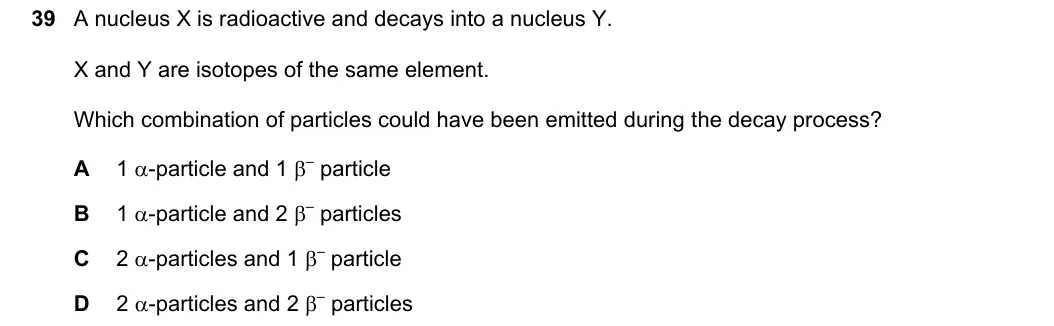 39 A nucleus X is radioactive and decays into a nucleus Y.
X and Y are isotopes of the same element.
Which combination of particles could have been emitted during the decay process?
A 1 α-particle and 1 β⁻ particle
B 1 α-particle and 2 β⁻ particles
C 2 α-particles and 1 β⁻ particle
D 2 α-particles and 2 β⁻ particles